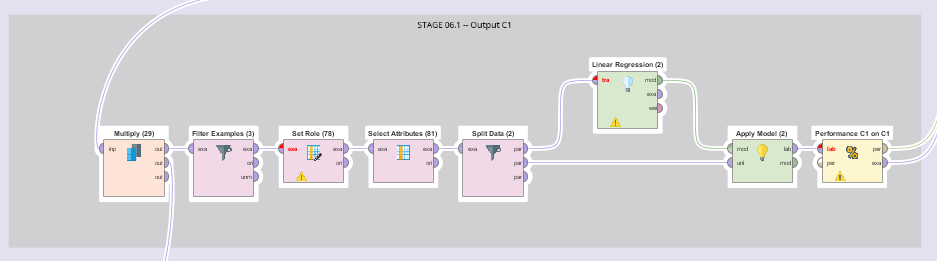 STAGE 06.1 -- Output C1
Linear Regression (2)
tra
mod
exa
wei
Multiply (29)
inp
out
out
out
Filter Examples (3)
exa
exa
ori
unm
Set Role (78)
exa
exa
ori
Select Attributes (81)
exa
exa
ori
Split Data (2)
exa
par
par
par
Apply Model (2)
mod
unl
lab
mod
Performance C1 on C1
lab
per
per
exa